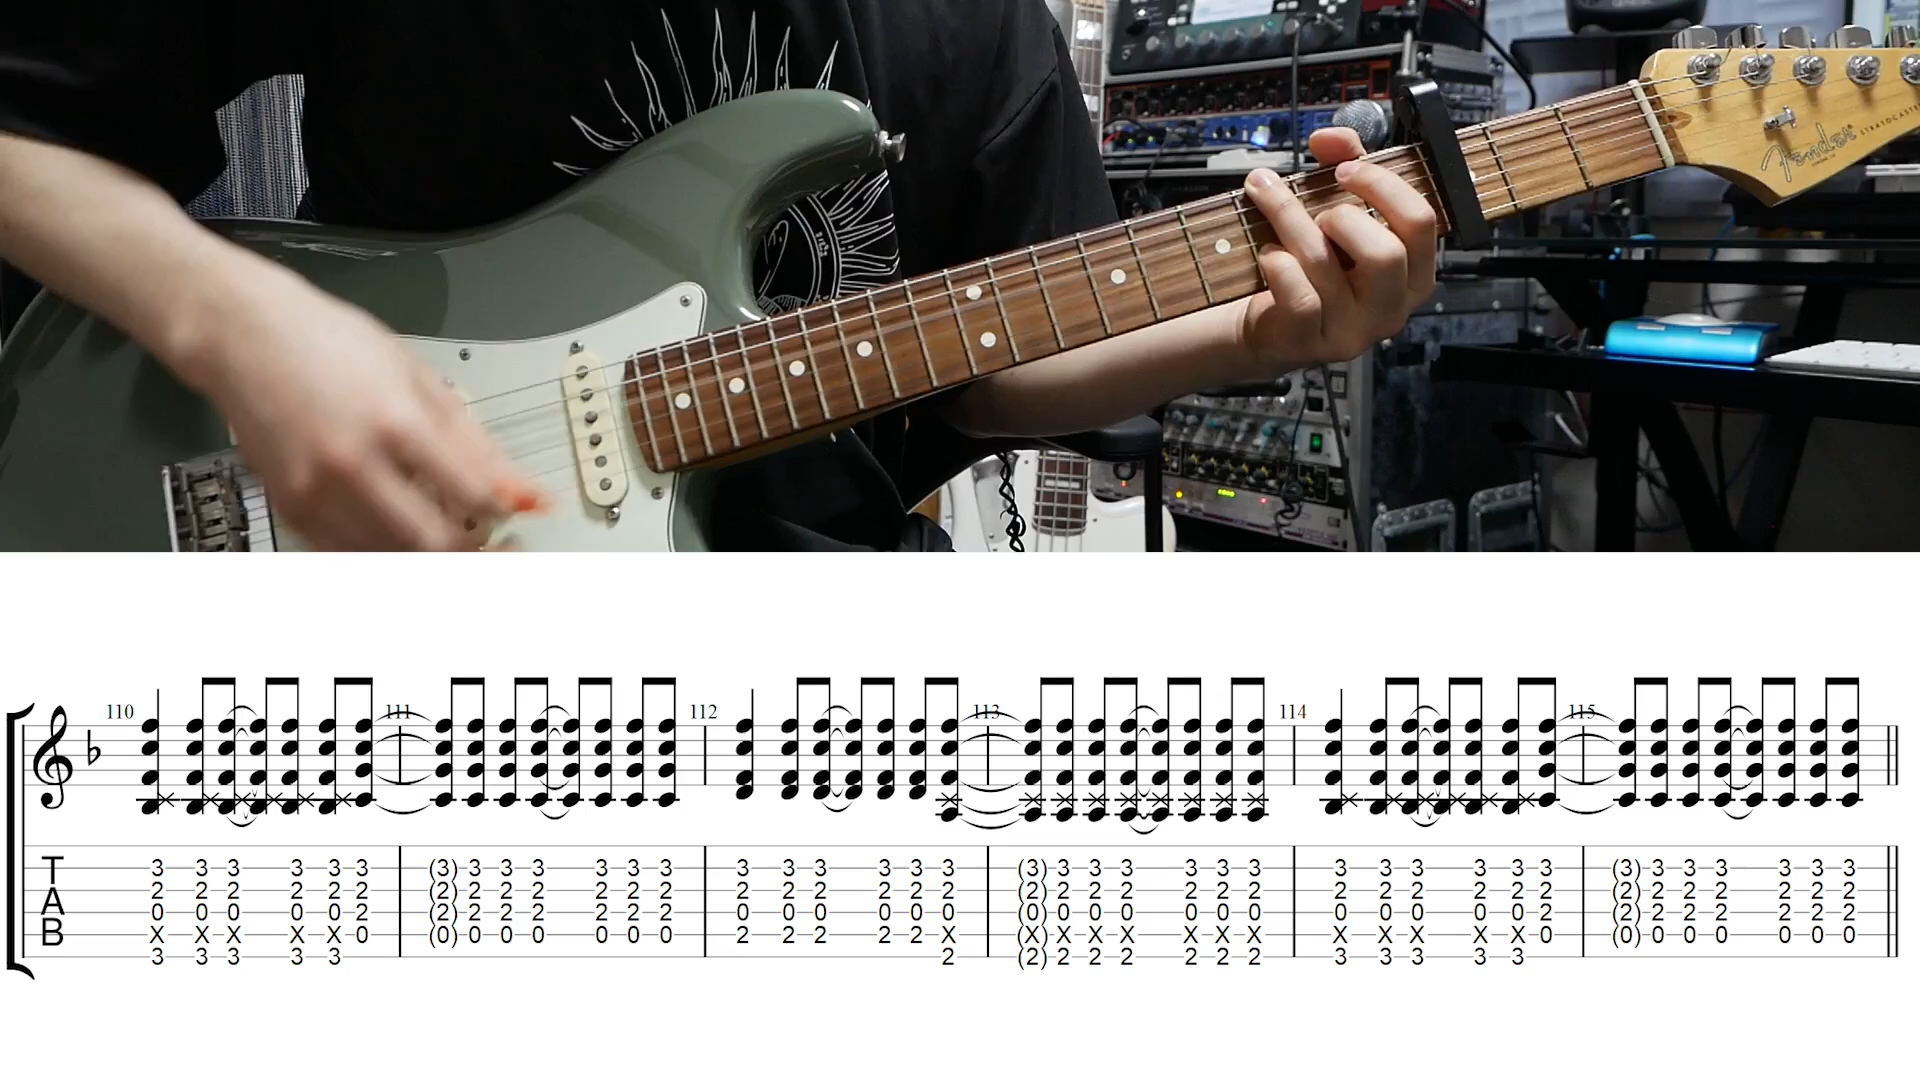 Fender STRATOCASTER
110 111 112 113 114 115
T 3 3 3 3 3 3 (3) 3 3 3 3 3 3 3 3 3 3 3 3 (3) 3 3 3 3 3 3 3 3 3 3 3 3 (3) 3 3 3 3 3 3
2 2 2 2 2 2 (2) 2 2 2 2 2 2 2 2 2 2 2 2 (2) 2 2 2 2 2 2 2 2 2 2 2 2 (2) 2 2 2 2 2 2
A 0 0 0 0 0 2 (2) 2 2 2 2 2 2 0 0 0 0 0 0 (0) 0 0 0 0 0 0 0 0 0 0 0 2 (2) 2 2 2 2 2 2
B X X X X X 0 (0) 0 0 0 0 0 0 2 2 2 2 2 X (X) X X X X X X X X X X X 0 (0) 0 0 0 0 0 0
3 3 3 3 3 2 (2) 2 2 2 2 2 2 3 3 3 3 3